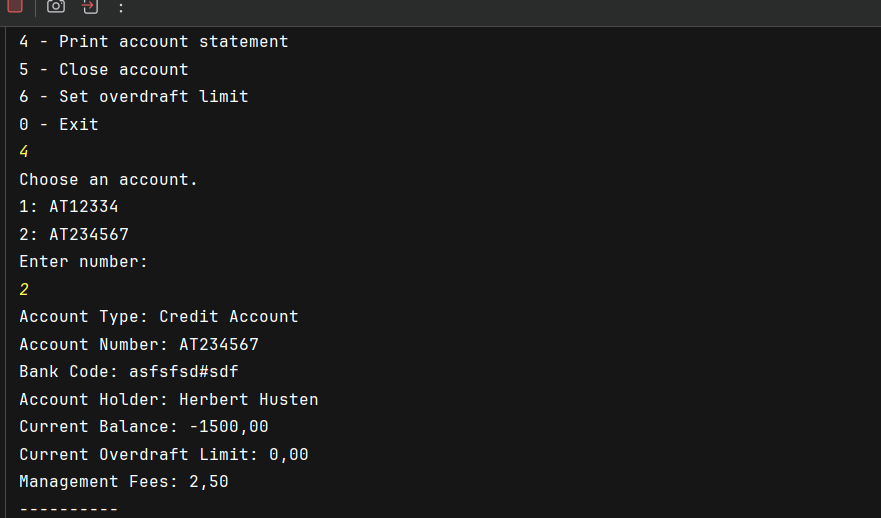 4 - Print account statement
5 - Close account
6 - Set overdraft limit
0 - Exit
4
Choose an account.
1: AT12334
2: AT234567
Enter number:
2
Account Type: Credit Account
Account Number: AT234567
Bank Code: asfsfsd#sdf
Account Holder: Herbert Husten
Current Balance: -1500,00
Current Overdraft Limit: 0,00
Management Fees: 2,50
----------